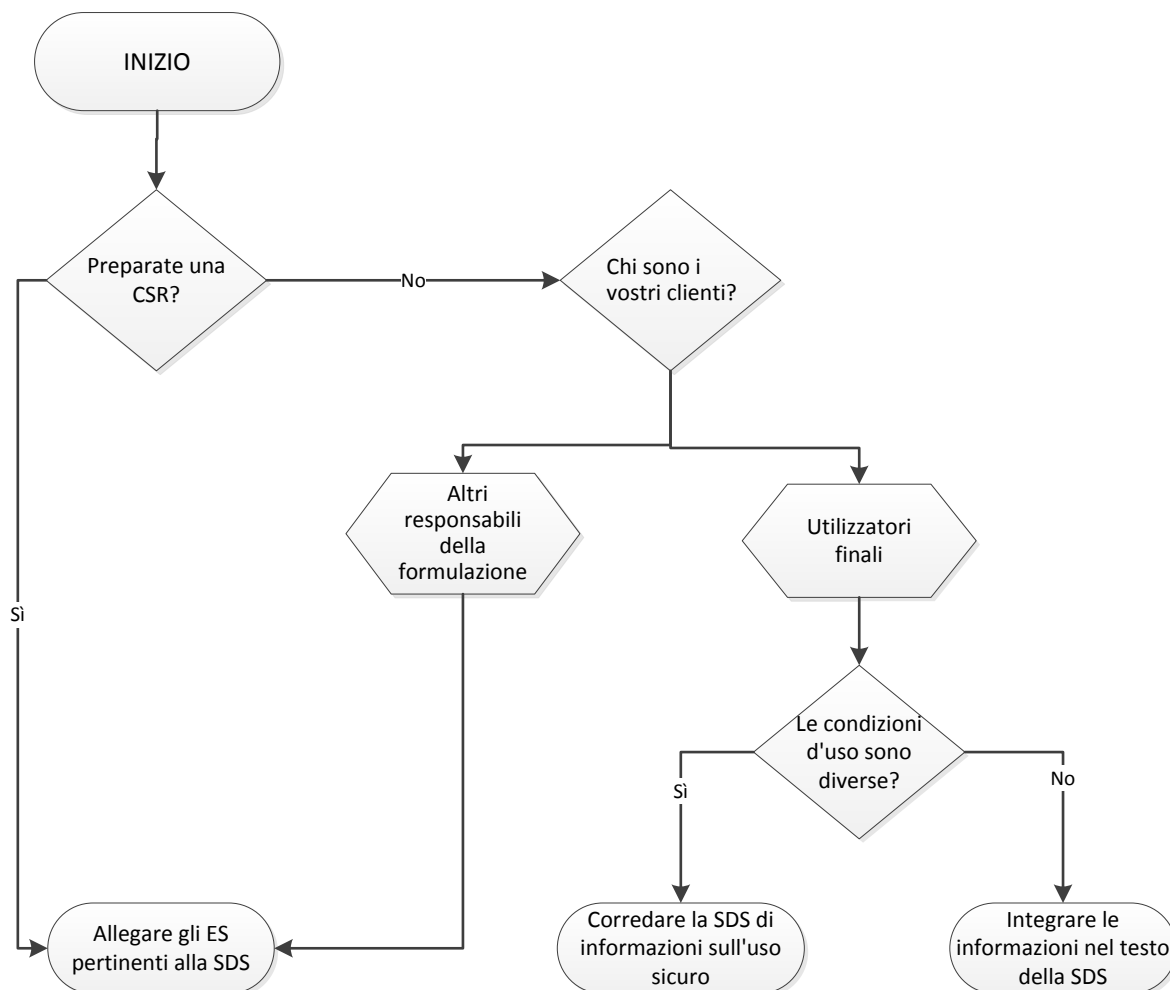 INIZIO
Preparate una
CSR?
No
Chi sono i
vostri clienti?
Altri
responsabili
della
formulazione
Utilizzatori
finali
Sì
Le condizioni
d'uso sono
diverse?
Sì
No
Allegare gli ES
pertinenti alla SDS
Corredare la SDS di
informazioni sull'uso
sicuro
Integrare le
informazioni nel testo
della SDS